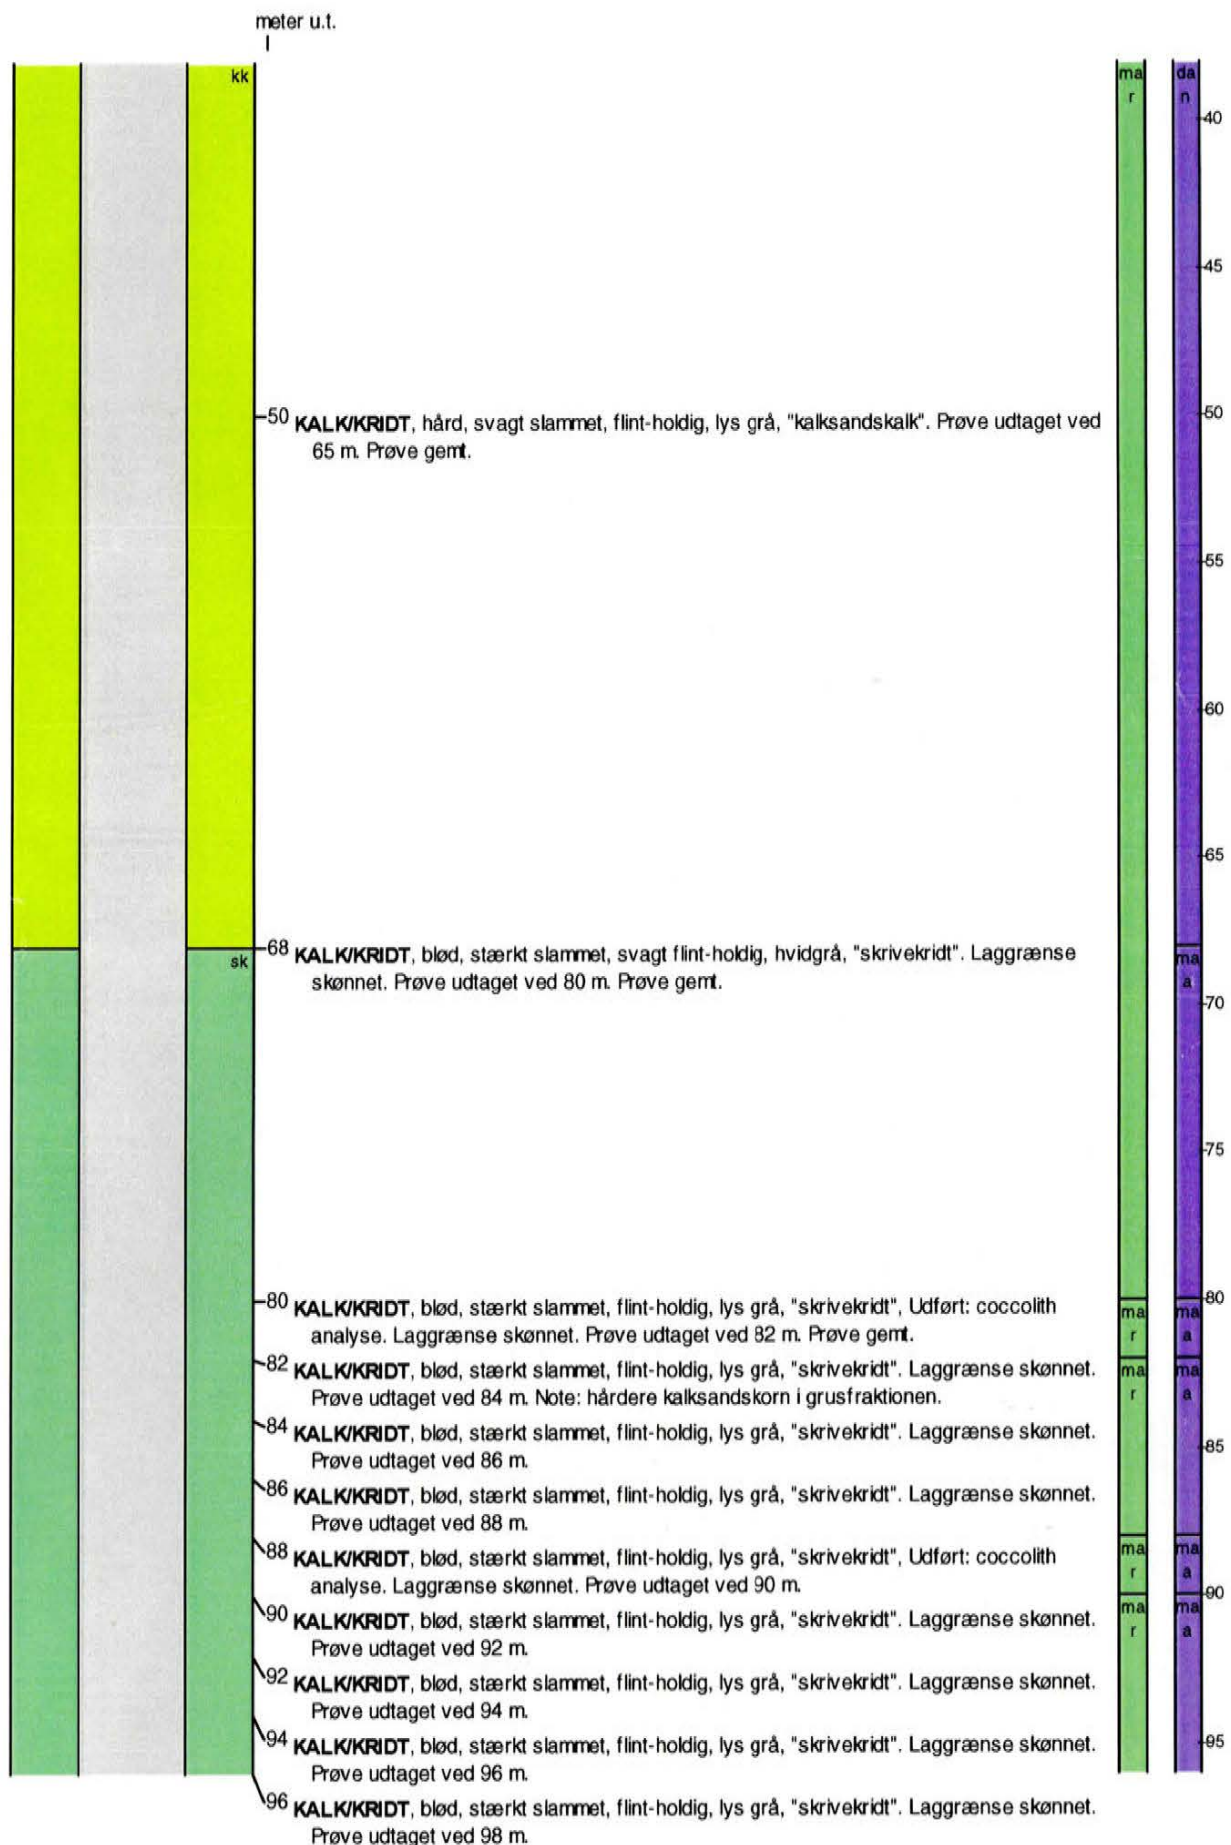 meter u.t.
kk
ma
r
da
n
40
45
50 KALK/KRIDT, hård, svagt slammet, flint-holdig, lys grå, "kalksandskalk". Prøve udtaget ved
65 m. Prøve gemt.
50
55
60
65
68 KALK/KRIDT, blød, stærkt slammet, svagt flint-holdig, hvidgrå, "skrivekridt". Laggrænse
skønnet. Prøve udtaget ved 80 m. Prøve gemt.
sk
ma
a
70
75
80 KALK/KRIDT, blød, stærkt slammet, flint-holdig, lys grå, "skrivekridt", Udført: coccolith
analyse. Laggrænse skønnet. Prøve udtaget ved 82 m. Prøve gemt.
ma
r
ma
a
80
82 KALK/KRIDT, blød, stærkt slammet, flint-holdig, lys grå, "skrivekridt". Laggrænse skønnet.
Prøve udtaget ved 84 m. Note: hårdere kalksandskorn i grusfraktionen.
ma
r
ma
a
84 KALK/KRIDT, blød, stærkt slammet, flint-holdig, lys grå, "skrivekridt". Laggrænse skønnet.
Prøve udtaget ved 86 m.
85
86 KALK/KRIDT, blød, stærkt slammet, flint-holdig, lys grå, "skrivekridt". Laggrænse skønnet.
Prøve udtaget ved 88 m.
88 KALK/KRIDT, blød, stærkt slammet, flint-holdig, lys grå, "skrivekridt", Udført: coccolith
analyse. Laggrænse skønnet. Prøve udtaget ved 90 m.
ma
r
ma
a
90
90 KALK/KRIDT, blød, stærkt slammet, flint-holdig, lys grå, "skrivekridt". Laggrænse skønnet.
Prøve udtaget ved 92 m.
ma
r
ma
a
92 KALK/KRIDT, blød, stærkt slammet, flint-holdig, lys grå, "skrivekridt". Laggrænse skønnet.
Prøve udtaget ved 94 m.
94 KALK/KRIDT, blød, stærkt slammet, flint-holdig, lys grå, "skrivekridt". Laggrænse skønnet.
Prøve udtaget ved 96 m.
95
96 KALK/KRIDT, blød, stærkt slammet, flint-holdig, lys grå, "skrivekridt". Laggrænse skønnet.
Prøve udtaget ved 98 m.